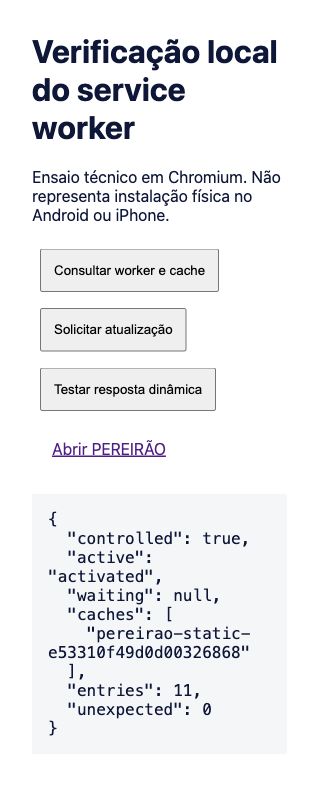 Verificação local
do service
worker
Ensaio técnico em Chromium. Não
representa instalação física no
Android ou iPhone.
Consultar worker e cache
Solicitar atualização
Testar resposta dinâmica
Abrir PEREIRÃO
{
  "controlled": true,
  "active":
"activated",
  "waiting": null,
  "caches": [
    "pereirao-static-
e53310f49d0d00326868"
  ],
  "entries": 11,
  "unexpected": 0
}